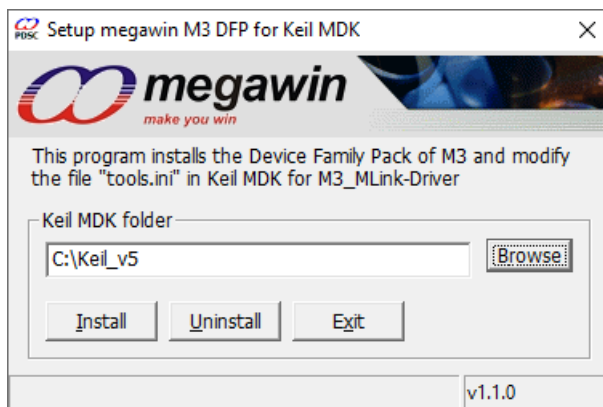 PDSC Setup megawin M3 DFP for Keil MDK
megawin
make you win
This program installs the Device Family Pack of M3 and modify
the file "tools.ini" in Keil MDK for M3_MLink-Driver
Keil MDK folder
C:\Keil_v5
Browse
Install Uninstall Exit
v1.1.0